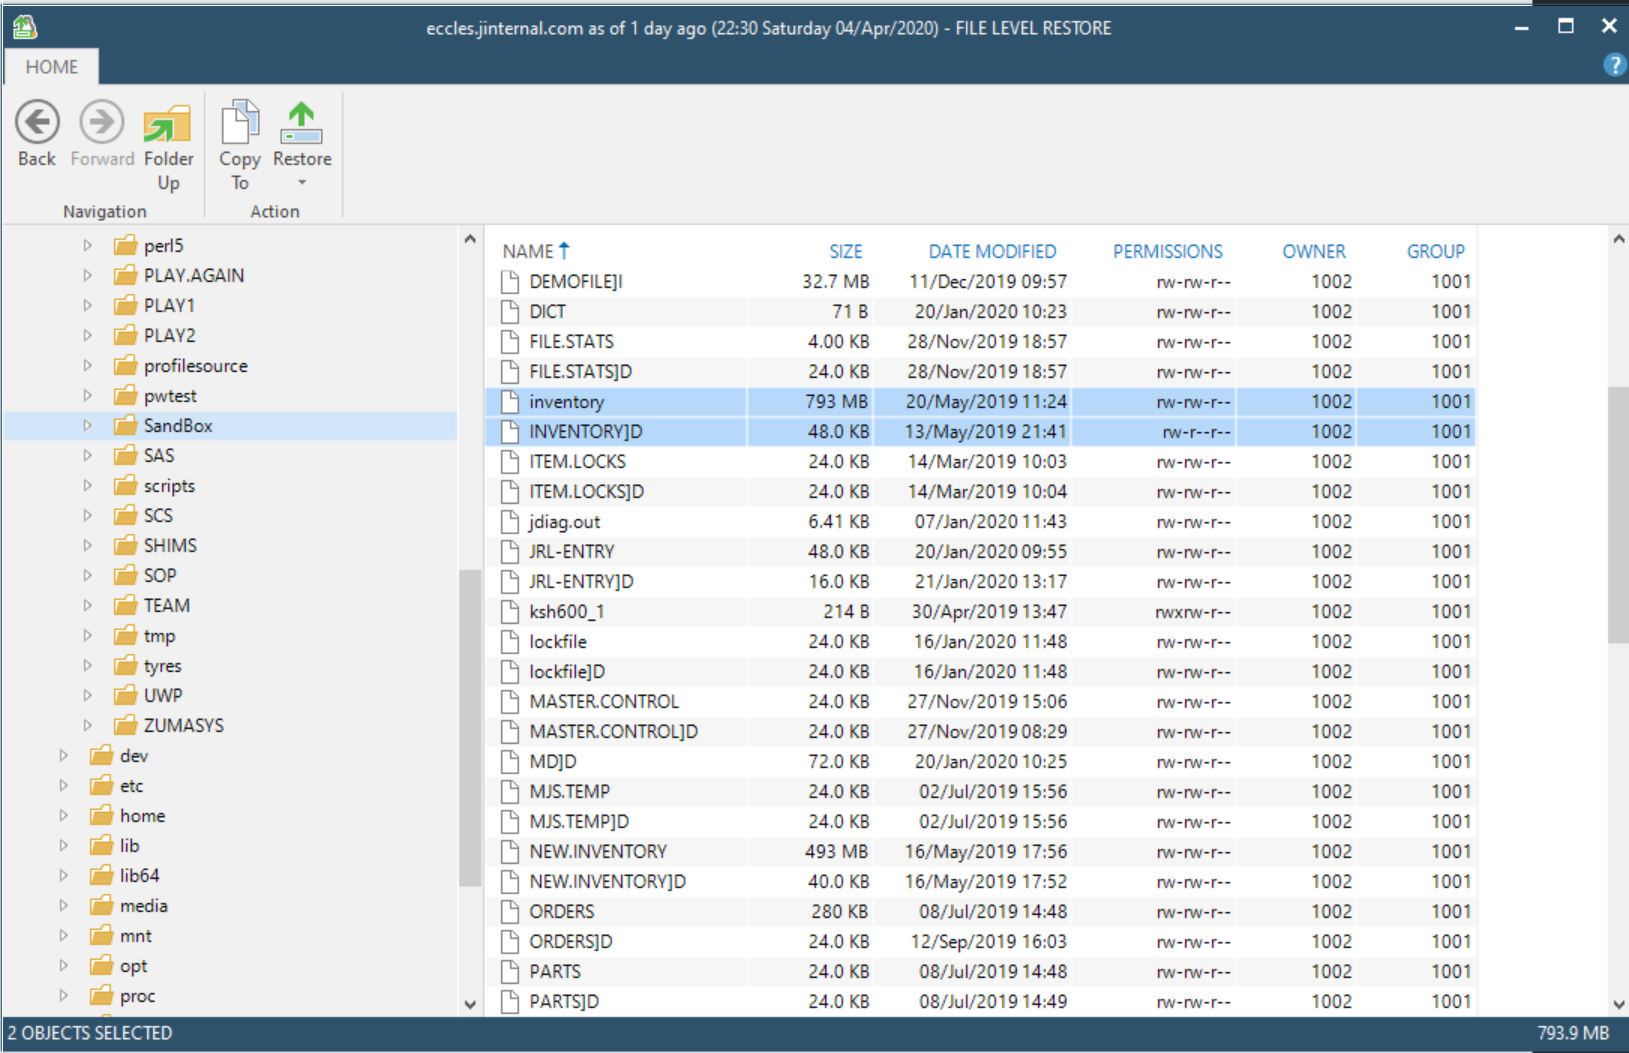 eccles.jinternal.com as of 1 day ago (22:30 Saturday 04/Apr/2020) - FILE LEVEL RESTORE
HOME
?
Back Forward Folder Up Copy To Restore
Navigation Action
perl5
PLAY.AGAIN
PLAY1
PLAY2
profilesource
pwtest
SandBox
SAS
scripts
SCS
SHIMS
SOP
TEAM
tmp
tyres
UWP
ZUMASYS
dev
etc
home
lib
lib64
media
mnt
opt
proc
NAME SIZE DATE MODIFIED PERMISSIONS OWNER GROUP
DEMOFILE]I 32.7 MB 11/Dec/2019 09:57 rw-rw-r-- 1002 1001
DICT 71 B 20/Jan/2020 10:23 rw-rw-r-- 1002 1001
FILE.STATS 4.00 KB 28/Nov/2019 18:57 rw-rw-r-- 1002 1001
FILE.STATS]D 24.0 KB 28/Nov/2019 18:57 rw-rw-r-- 1002 1001
inventory 793 MB 20/May/2019 11:24 rw-rw-r-- 1002 1001
INVENTORY]D 48.0 KB 13/May/2019 21:41 rw-r--r-- 1002 1001
ITEM.LOCKS 24.0 KB 14/Mar/2019 10:03 rw-rw-r-- 1002 1001
ITEM.LOCKS]D 24.0 KB 14/Mar/2019 10:04 rw-rw-r-- 1002 1001
jdiag.out 6.41 KB 07/Jan/2020 11:43 rw-rw-r-- 1002 1001
JRL-ENTRY 48.0 KB 20/Jan/2020 09:55 rw-rw-r-- 1002 1001
JRL-ENTRY]D 16.0 KB 21/Jan/2020 13:17 rw-rw-r-- 1002 1001
ksh600_1 214 B 30/Apr/2019 13:47 rwxrw-r-- 1002 1001
lockfile 24.0 KB 16/Jan/2020 11:48 rw-rw-r-- 1002 1001
lockfile]D 24.0 KB 16/Jan/2020 11:48 rw-rw-r-- 1002 1001
MASTER.CONTROL 24.0 KB 27/Nov/2019 15:06 rw-rw-r-- 1002 1001
MASTER.CONTROL]D 24.0 KB 27/Nov/2019 08:29 rw-rw-r-- 1002 1001
MD]D 72.0 KB 20/Jan/2020 10:25 rw-rw-r-- 1002 1001
MJS.TEMP 24.0 KB 02/Jul/2019 15:56 rw-rw-r-- 1002 1001
MJS.TEMP]D 24.0 KB 02/Jul/2019 15:56 rw-rw-r-- 1002 1001
NEW.INVENTORY 493 MB 16/May/2019 17:56 rw-rw-r-- 1002 1001
NEW.INVENTORY]D 40.0 KB 16/May/2019 17:52 rw-rw-r-- 1002 1001
ORDERS 280 KB 08/Jul/2019 14:48 rw-rw-r-- 1002 1001
ORDERS]D 24.0 KB 12/Sep/2019 16:03 rw-rw-r-- 1002 1001
PARTS 24.0 KB 08/Jul/2019 14:48 rw-rw-r-- 1002 1001
PARTS]D 24.0 KB 08/Jul/2019 14:49 rw-rw-r-- 1002 1001
2 OBJECTS SELECTED 793.9 MB